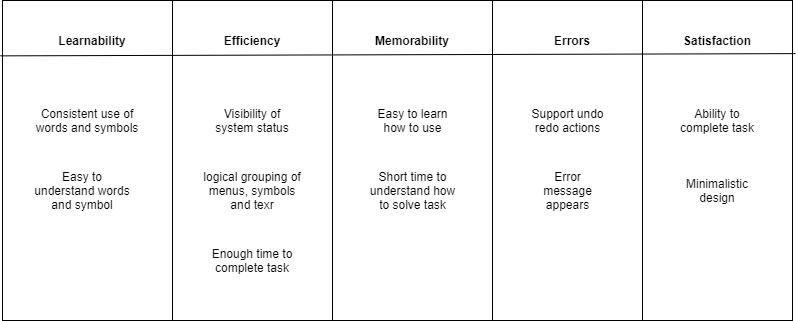 Learnability
Efficiency
Memorability
Errors
Satisfaction
Consistent use of
words and symbols
Visibility of
system status
Easy to learn
how to use
Support undo
redo actions
Ability to
complete task
Easy to
understand words
and symbol
logical grouping of
menus, symbols
and texr
Short time to
understand how
to solve task
Error
message
appears
Minimalistic
design
Enough time to
complete task